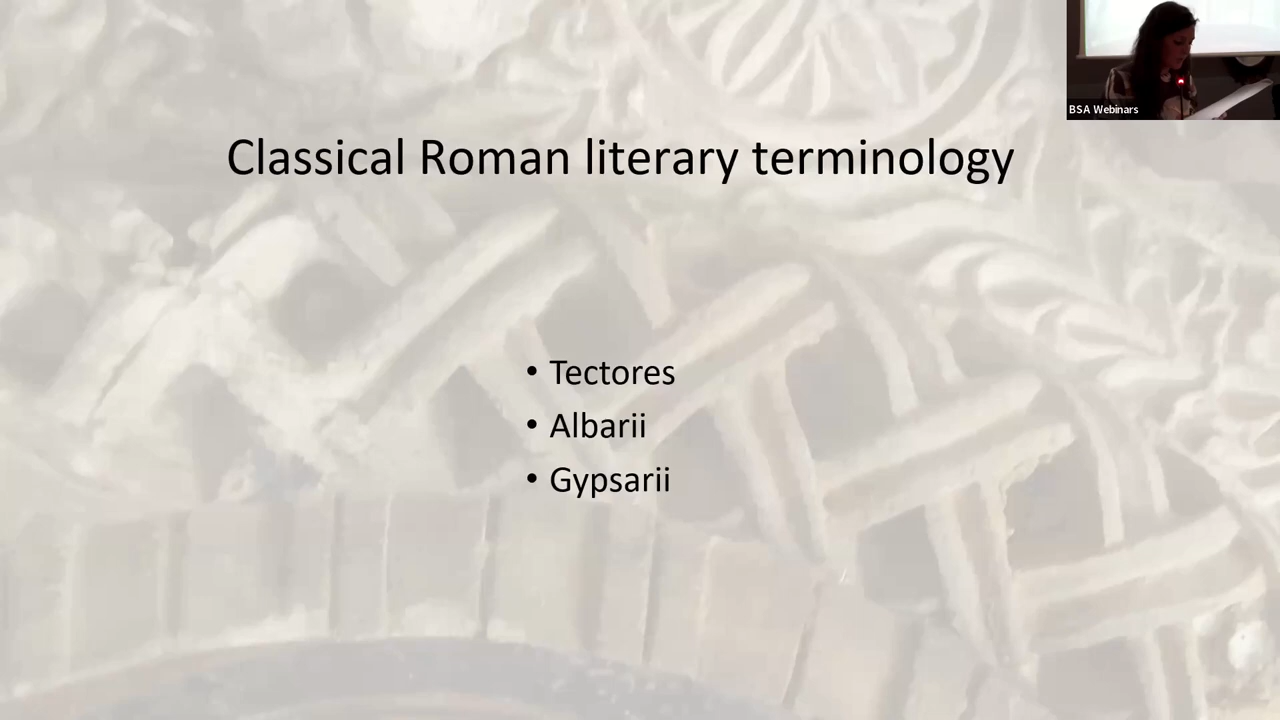 BSA Webinars
Classical Roman literary terminology
• Tectores
• Albarii
• Gypsarii